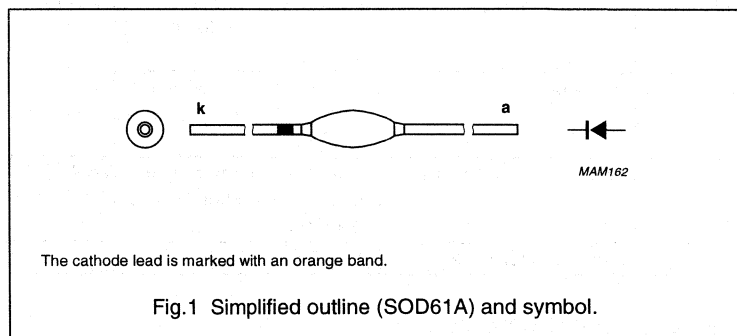 k
a
MAM162
The cathode lead is marked with an orange band.
Fig.1 Simplified outline (SOD61A) and symbol.